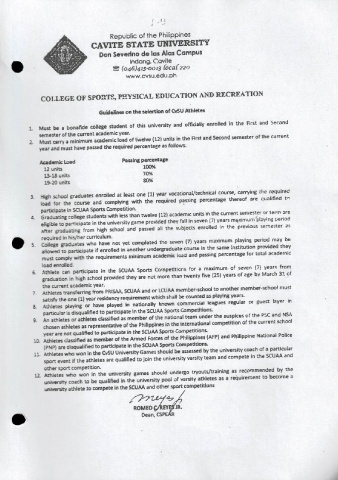 Republic of the Philippines
CAVITE STATE UNIVERSITY
Don Severino de las Alas Campus
Indang, Cavite
☎ (046)415-0013 local 220
www.cvsu.edu.ph
COLLEGE OF SPORTS, PHYSICAL EDUCATION AND RECREATION
Guidelines on the selection of CvSU Athletes
1. Must be a bonafide college student of this university and officially enrolled in the First and Second
semester of the current academic year.
2. Must carry a minimum academic load of twelve (12) units in the First and Second semester of the current
year and must have passed the required percentage as follows.
Academic Load Passing percentage
12 units 100%
13-18 units 70%
19-20 units 80%
3. High school graduates enrolled at least one (1) year vocational/technical course, carrying the required
load for the course and complying with the required passing percentage thereof are qualified to
participate in SCUAA Sports Competition.
4. Graduating college students with less than twelve (12) academic units in the current semester or term are
eligible to participate in the university game provided they fall in seven (7) years maximum playing period
after graduating from high school and passed all the subjects enrolled in the previous semester as
required in his/her curriculum.
5. College graduates who have not yet completed the seven (7) years maximum playing period may be
allowed to participate if enrolled in another undergraduate course in the same institution provided they
must comply with the requirements minimum academic load and passing percentage for total academic
load enrolled.
6. Athletes can participate in the SCUAA Sports Competitions for a maximum of seven (7) years from
graduation in high school provided they are not more than twenty five (25) years of age by March 31 of
the current academic year.
7. Athletes transferring from PRISAA, SCUAA and or LCUAA member-school to another member-school must
satisfy the one (1) year residency requirement which shall be counted as playing years.
8. Athletes playing or have played in nationally known commercial leagues regular or guest layer in
particular is disqualified to participate in the SCUAA Sports Competitions.
9. An athletes or athletes classified as member of the national team under the auspices of the PSC and NSA
chosen athletes as representative of the Philippines in the international competition of the current school
year are not qualified to participate in the SCUAA Sports Competition.
10. Athletes classified as member of the Armed Forces of the Philippines (AFP) and Philippine National Police
(PNP) are disqualified to participate in the SCUAA Sports Competitions.
11. Athletes who won in the CvSU University Games should be assessed by the university coach of a particular
sport event if the athletes are qualified to join the university varsity team and compete in the SCUAA and
other sport competition.
12. Athletes who won in the university games should undergo tryouts/training as recommended by the
university coach to be qualified in the university pool of varsity athletes as a requirement to become a
university athlete to compete in the SCUAA and other sport competitions
ROMEO C. REYES JR.
Dean, CSPEAR